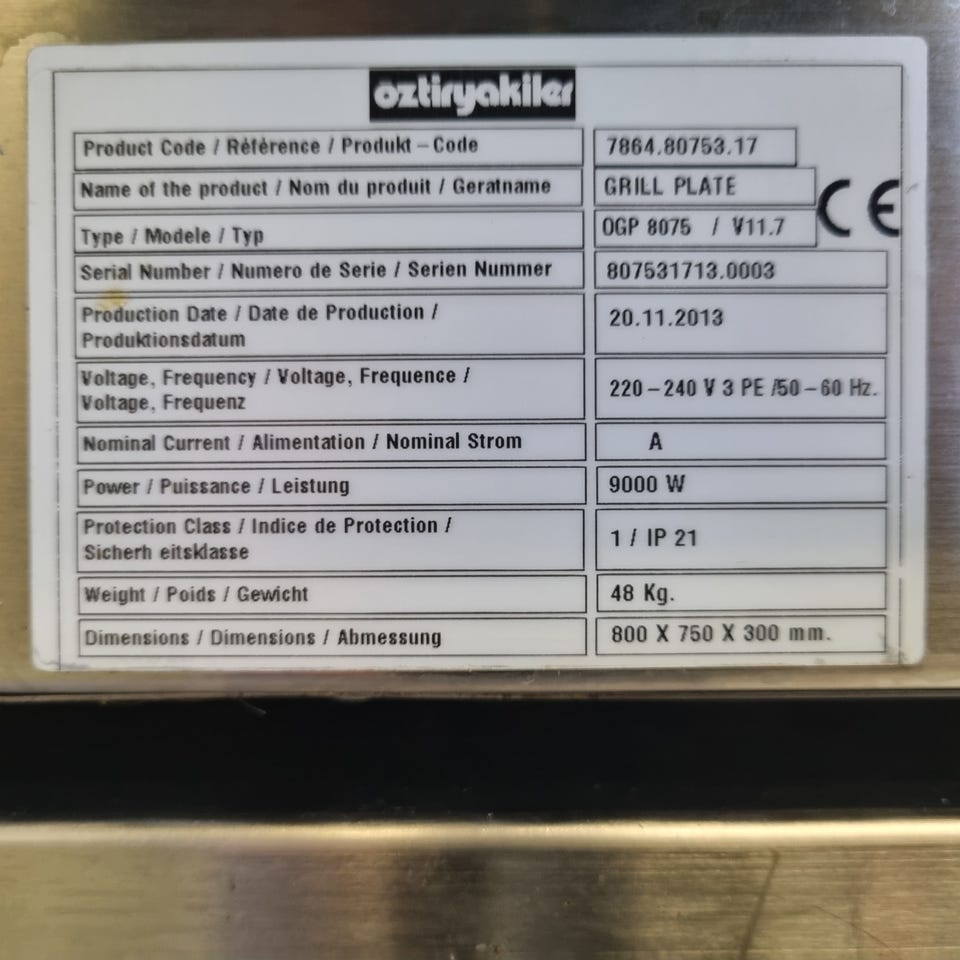 öztiryakiler
Product Code / Référence / Produkt – Code 7864.80753.17
Name of the product / Nom du produit / Geratname GRILL PLATE
Type / Modele / Typ OGP 8075 / V11.7
CE
Serial Number / Numero de Serie / Serien Nummer 807531713.0003
Production Date / Date de Production /
Produktionsdatum
20.11.2013
Voltage, Frequency / Voltage, Frequence /
Voltage, Frequenz
220 – 240 V 3 PE /50 – 60 Hz.
Nominal Current / Alimentation / Nominal Strom A
Power / Puissance / Leistung 9000 W
Protection Class / Indice de Protection /
Sicherh eitsklasse
1 / IP 21
Weight / Poids / Gewicht 48 Kg.
Dimensions / Dimensions / Abmessung 800 X 750 X 300 mm.